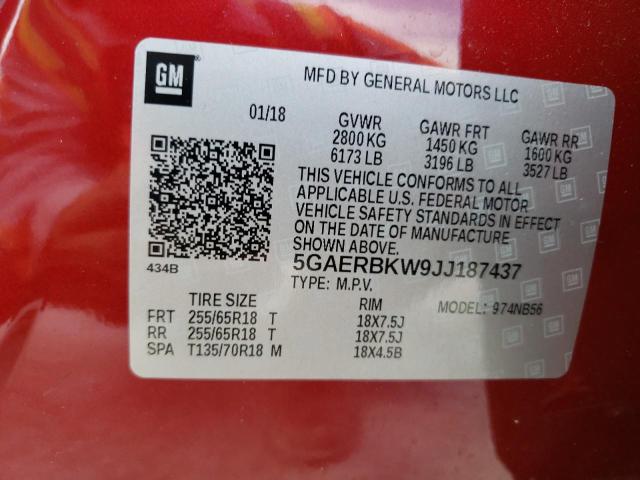 GM
MFD BY GENERAL MOTORS LLC
01/18 GVWR GAWR FRT GAWR RR
2800 KG 1450 KG 1600 KG
6173 LB 3196 LB 3527 LB
THIS VEHICLE CONFORMS TO ALL
APPLICABLE U.S. FEDERAL MOTOR
VEHICLE SAFETY STANDARDS IN EFFECT
ON THE DATE OF MANUFACTURE
SHOWN ABOVE.
434B
5GAERBKW9JJ187437
TYPE: M.P.V. MODEL: 974NB56
TIRE SIZE RIM
FRT 255/65R18 T 18X7.5J
RR 255/65R18 T 18X7.5J
SPA T135/70R18 M 18X4.5B